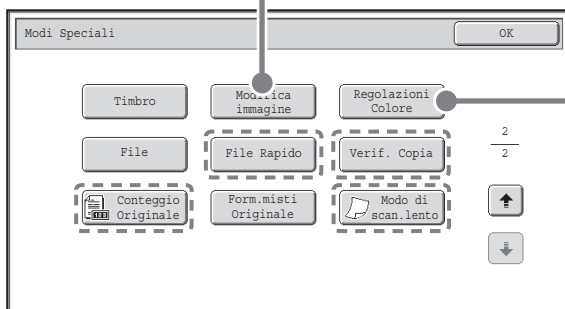 Modi Speciali
OK
Timbro
Modifica
immagine
Regolazioni
Colore
File
File Rapido
Verif. Copia
2
2
123
Conteggio
Originale
Form.misti
Originale
Modo di
scan.lento